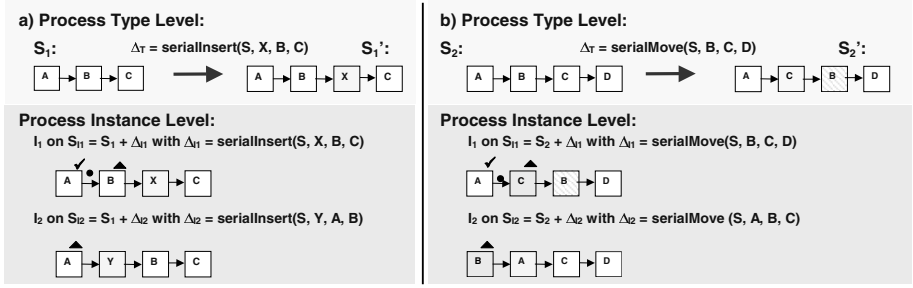 a) Process Type Level:
S1: ΔT = serialInsert(S, X, B, C) S1':
A B C A B X C
Process Instance Level:
I1 on SI1 = S1 + ΔI1 with ΔI1 = serialInsert(S, X, B, C)
A B X C
I2 on SI2 = S1 + ΔI2 with ΔI2 = serialInsert(S, Y, A, B)
A Y B C
b) Process Type Level:
S2: ΔT = serialMove(S, B, C, D) S2':
A B C D A C B D
Process Instance Level:
I1 on SI1 = S2 + ΔI1 with ΔI1 = serialMove(S, B, C, D)
A C B D
I2 on SI2 = S2 + ΔI2 with ΔI2 = serialMove (S, A, B, C)
B A C D